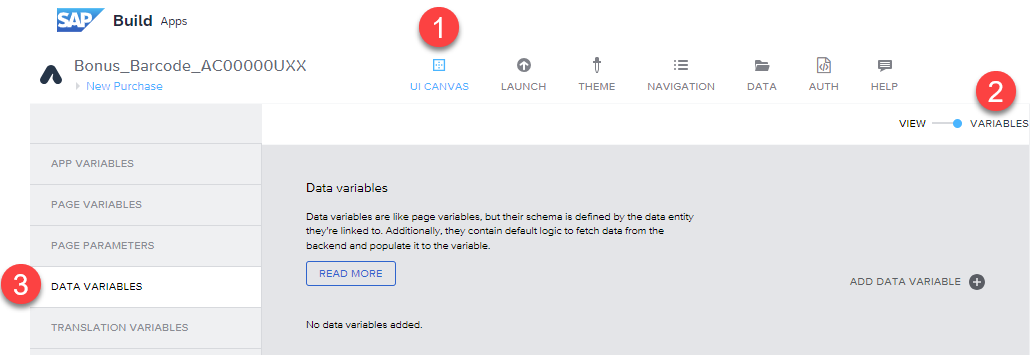 SAP Build Apps
1
Bonus_Barcode_AC00000UXX
New Purchase
UI CANVAS LAUNCH THEME NAVIGATION DATA AUTH HELP
2
VIEW VARIABLES
APP VARIABLES
PAGE VARIABLES
PAGE PARAMETERS
3
DATA VARIABLES
TRANSLATION VARIABLES
Data variables
Data variables are like page variables, but their schema is defined by the data entity
they're linked to. Additionally, they contain default logic to fetch data from the
backend and populate it to the variable.
READ MORE
ADD DATA VARIABLE
No data variables added.